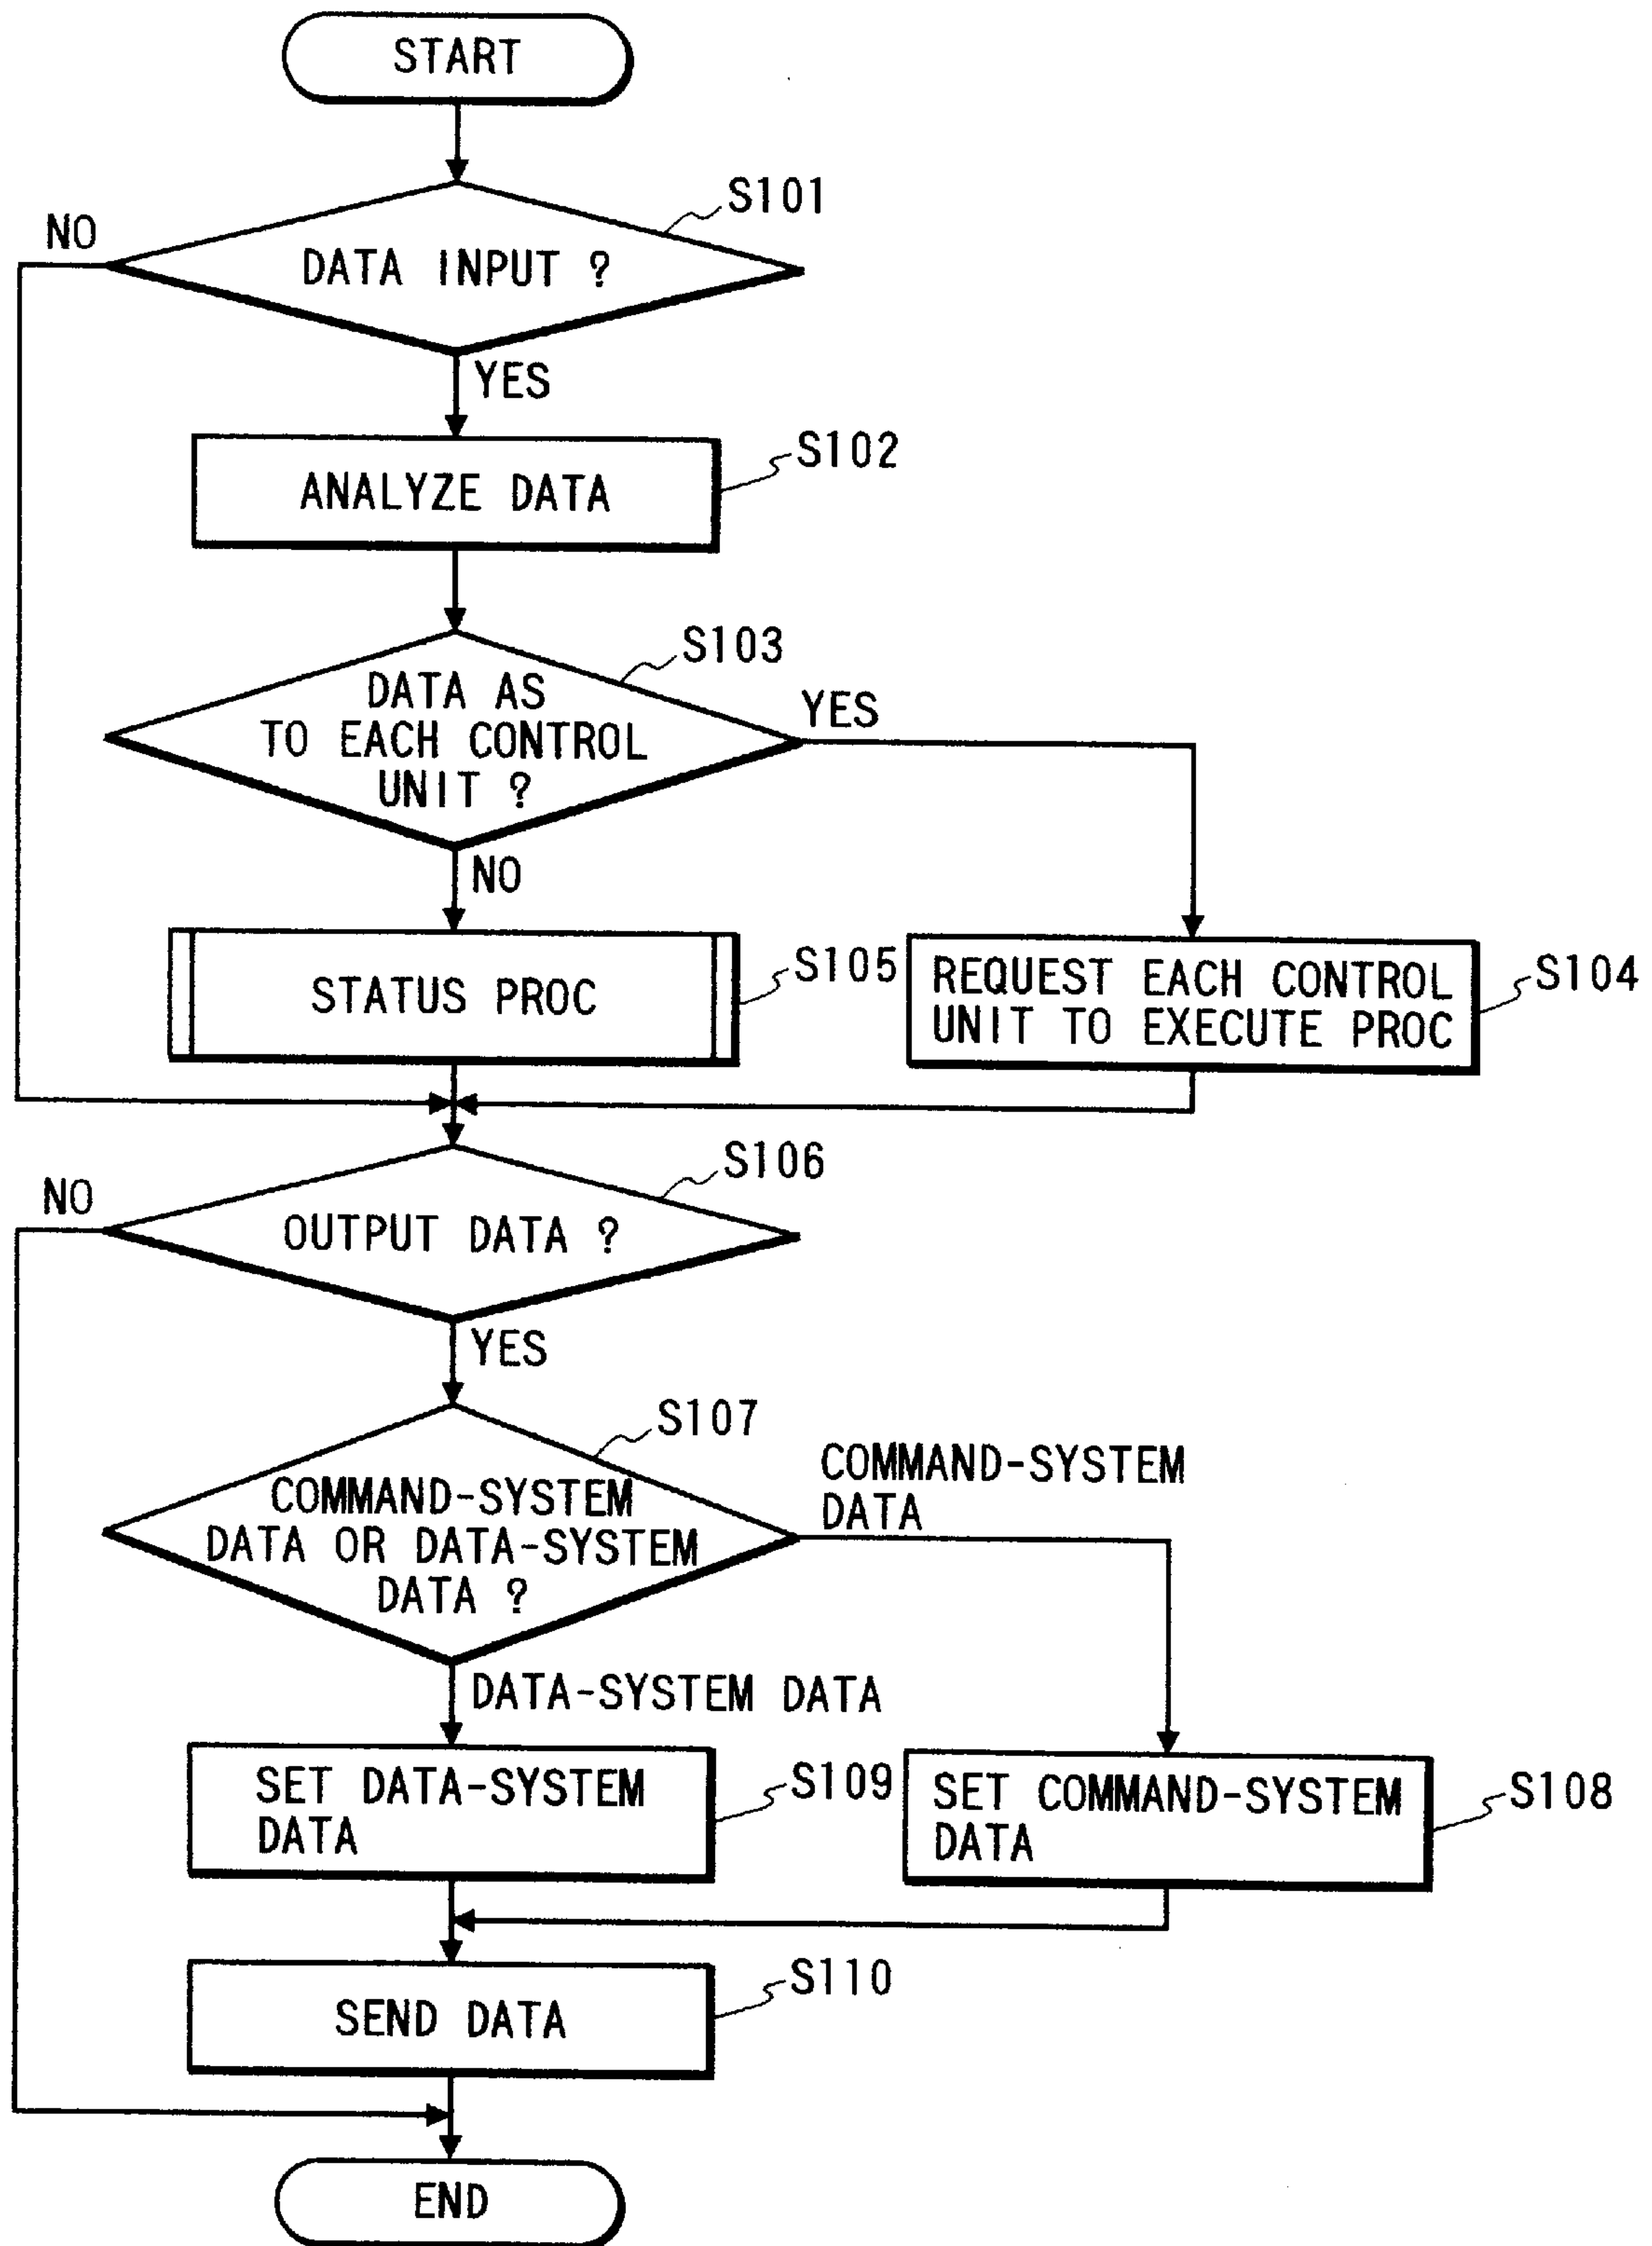 START
S101
NO
DATA INPUT ?
YES
S102
ANALYZE DATA
S103
DATA AS
TO EACH CONTROL
UNIT ?
YES
NO
S105
STATUS PROC
S104
REQUEST EACH CONTROL
UNIT TO EXECUTE PROC
S106
NO
OUTPUT DATA ?
YES
S107
COMMAND-SYSTEM
DATA OR DATA-SYSTEM
DATA ?
COMMAND-SYSTEM
DATA
DATA-SYSTEM DATA
S109
SET DATA-SYSTEM
DATA
S108
SET COMMAND-SYSTEM
DATA
S110
SEND DATA
END